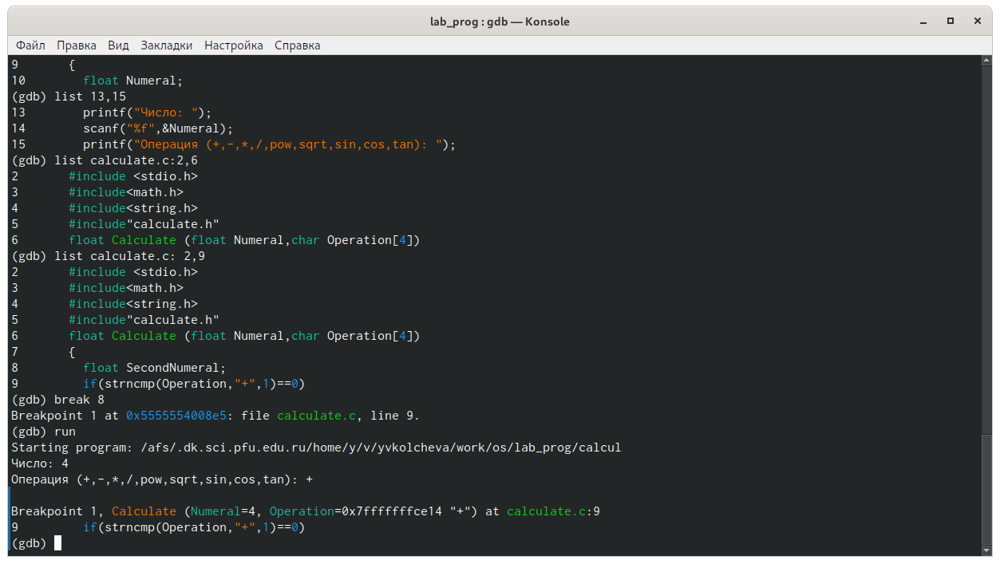 lab_prog : gdb — Konsole
Файл Правка Вид Закладки Настройка Справка
9       {
10        float Numeral;
(gdb) list 13,15
13        printf("Число: ");
14        scanf("%f",&Numeral);
15        printf("Операция (+,-,*,/,pow,sqrt,sin,cos,tan): ");
(gdb) list calculate.c:2,6
2       #include <stdio.h>
3       #include<math.h>
4       #include<string.h>
5       #include"calculate.h"
6       float Calculate (float Numeral,char Operation[4])
(gdb) list calculate.c: 2,9
2       #include <stdio.h>
3       #include<math.h>
4       #include<string.h>
5       #include"calculate.h"
6       float Calculate (float Numeral,char Operation[4])
7       {
8         float SecondNumeral;
9         if(strncmp(Operation,"+",1)==0)
(gdb) break 8
Breakpoint 1 at 0x5555554008e5: file calculate.c, line 9.
(gdb) run
Starting program: /afs/.dk.sci.pfu.edu.ru/home/y/v/yvkolcheva/work/os/lab_prog/calcul
Число: 4
Операция (+,-,*,/,pow,sqrt,sin,cos,tan): +
Breakpoint 1, Calculate (Numeral=4, Operation=0x7fffffffce14 "+") at calculate.c:9
9         if(strncmp(Operation,"+",1)==0)
(gdb)